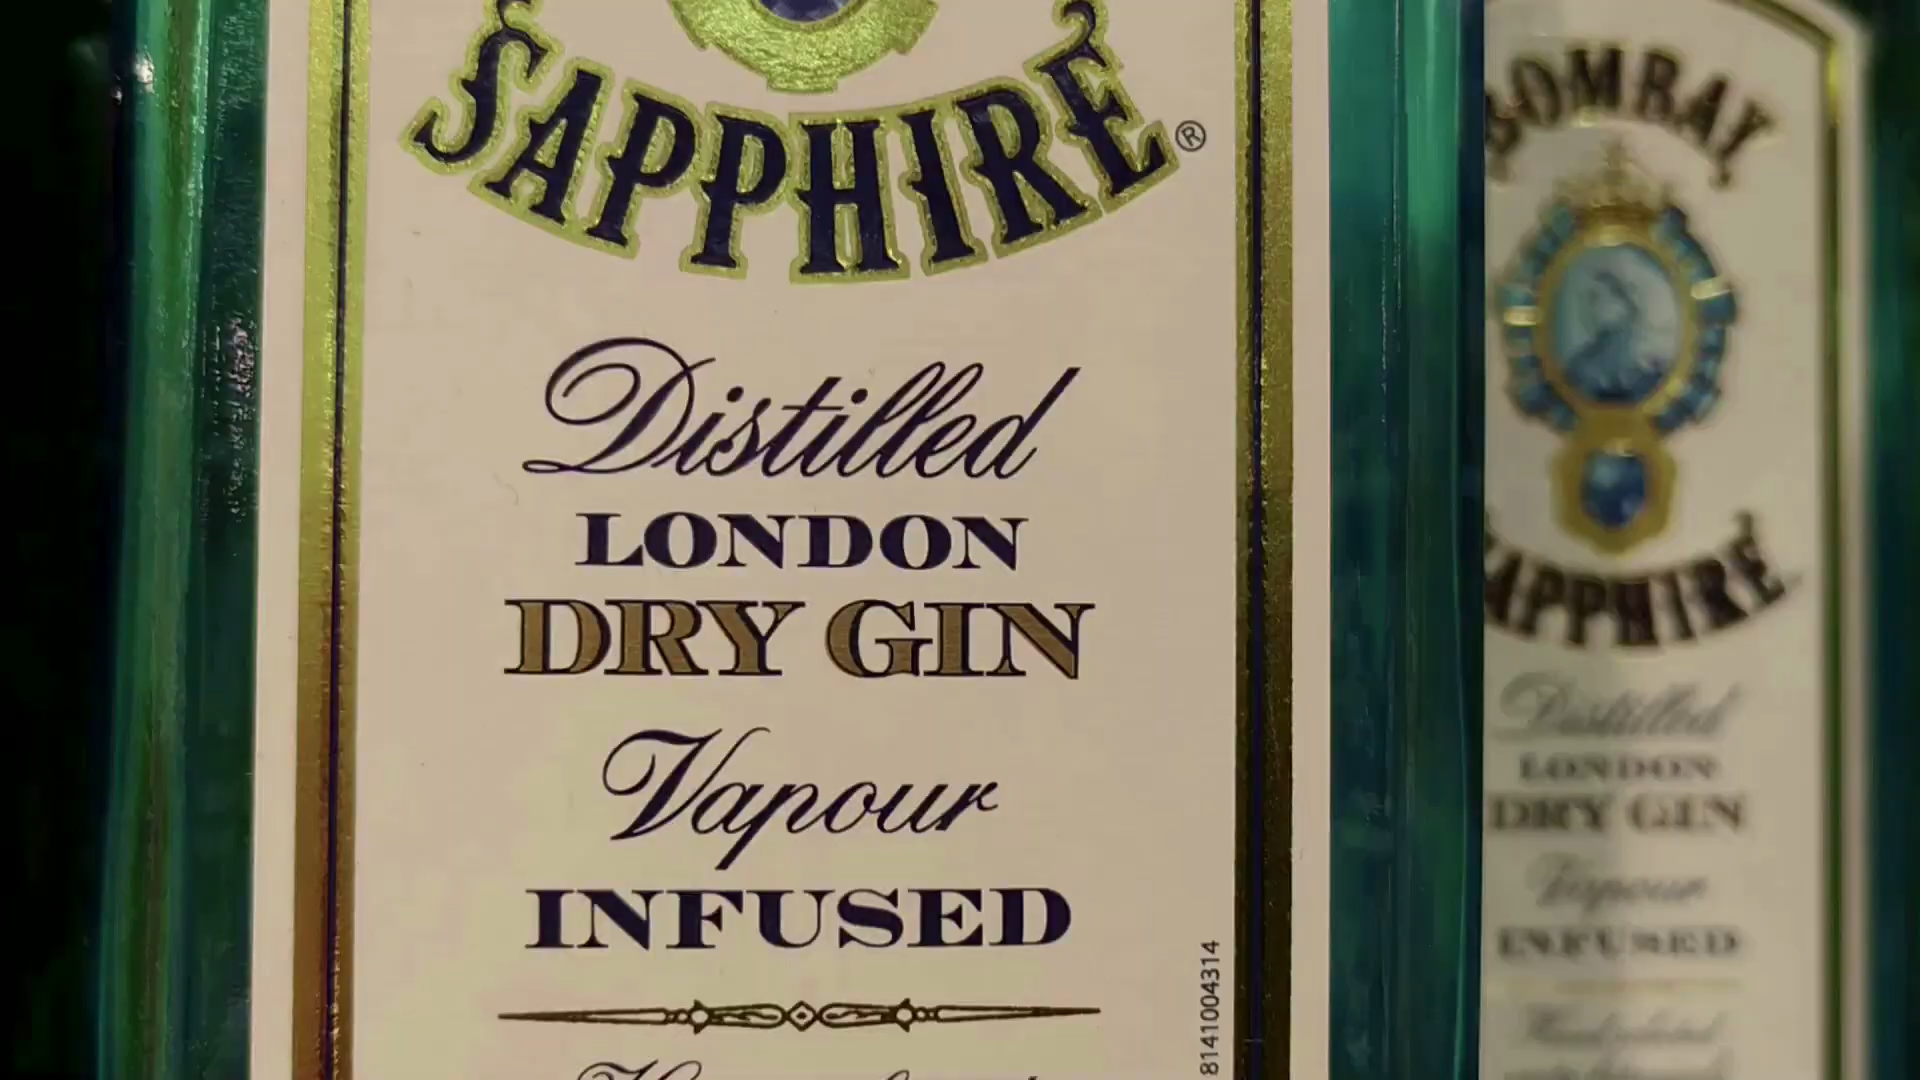 SAPPHIRE®
Distilled
LONDON
DRY GIN
Vapour
INFUSED
8141004314
BOMBAY
SAPPHIRE
Distilled
LONDON
DRY GIN
Vapour
INFUSED